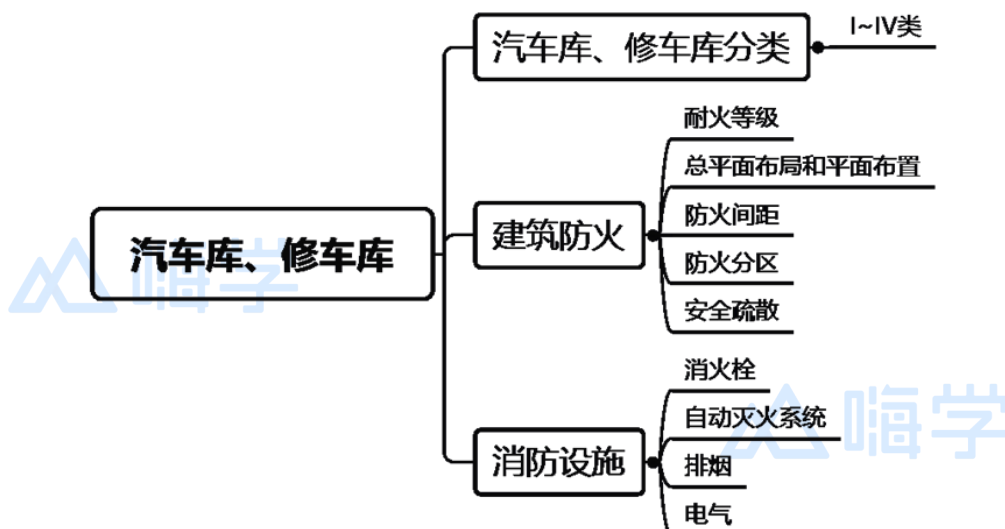 汽车库、修车库
汽车库、修车库分类
I~IV类
建筑防火
耐火等级
总平面布局和平面布置
防火间距
防火分区
安全疏散
消防设施
消火栓
自动灭火系统
排烟
电气
嗨学
嗨学